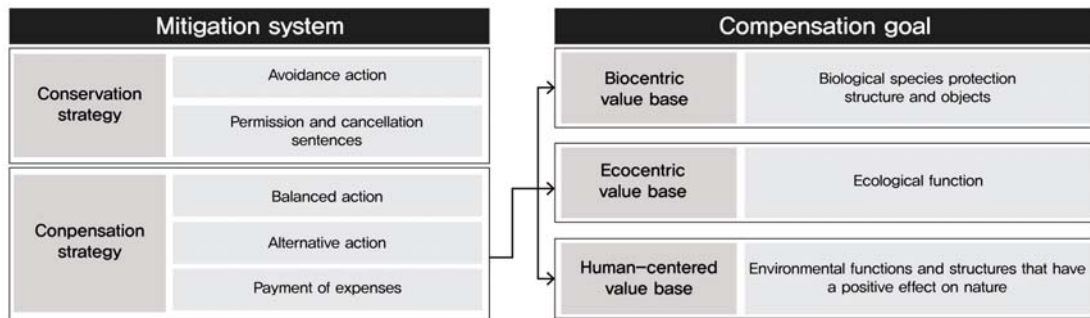 Mitigation system
Conservation
strategy
Avoidance action
Permission and cancellation
sentences
Conpensation
strategy
Balanced action
Alternative action
Payment of expenses
Compensation goal
Biocentric
value base
Biological species protection
structure and objects
Ecocentric
value base
Ecological function
Human-centered
value base
Environmental functions and structures that have
a positive effect on nature